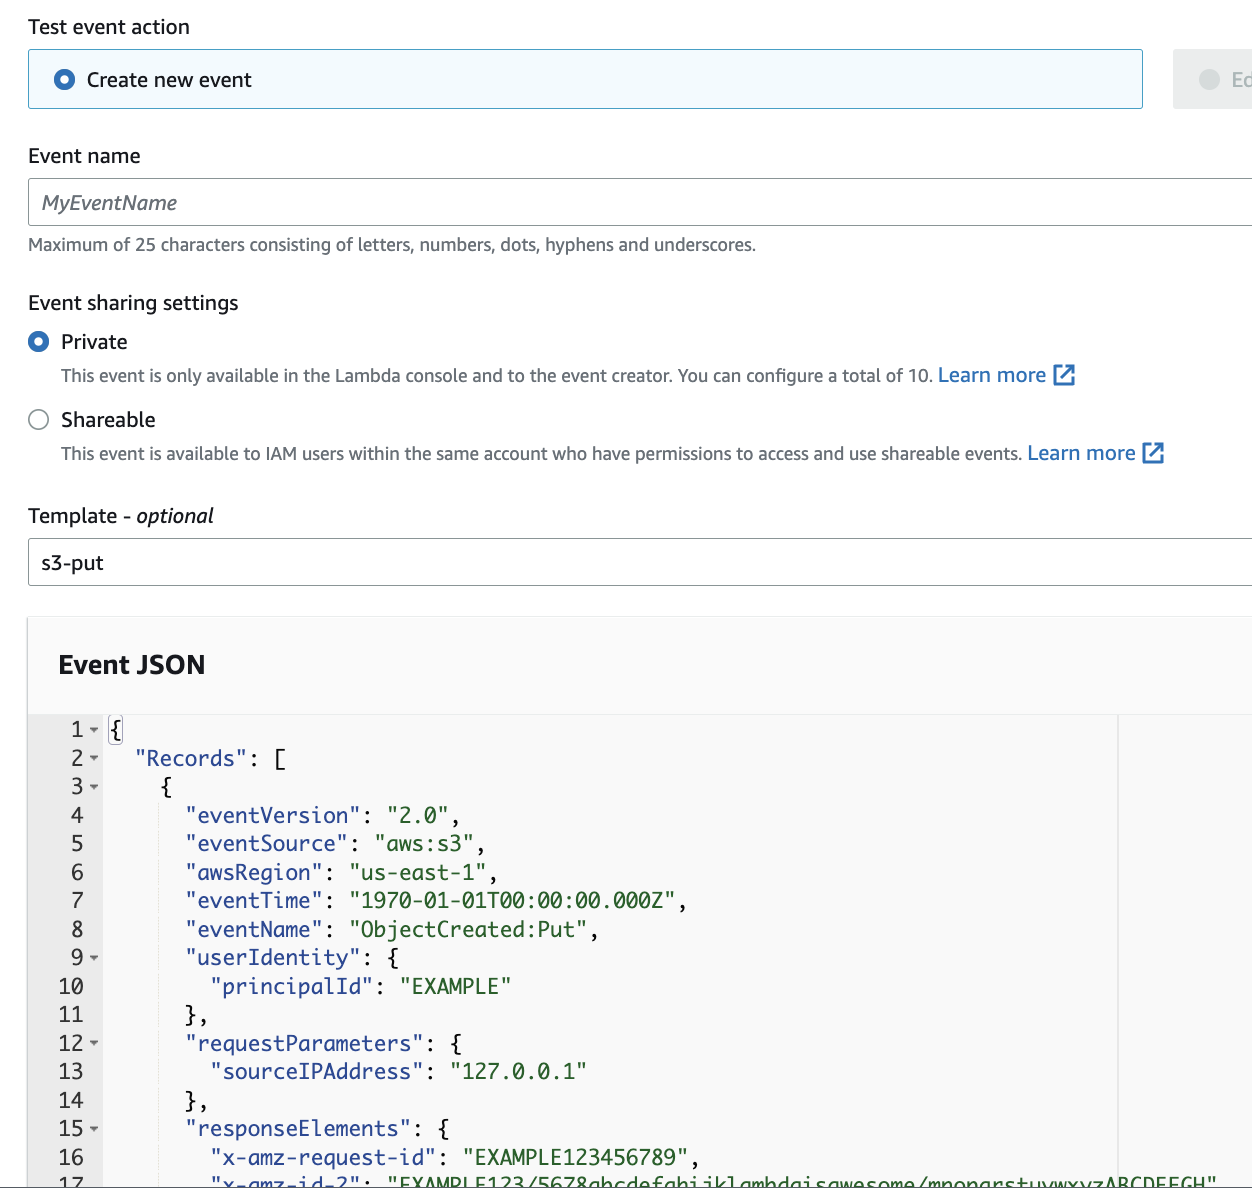 Test event action
Create new event
Ed
Event name
MyEventName
Maximum of 25 characters consisting of letters, numbers, dots, hyphens and underscores.
Event sharing settings
Private
This event is only available in the Lambda console and to the event creator. You can configure a total of 10. Learn more
Shareable
This event is available to IAM users within the same account who have permissions to access and use shareable events. Learn more
Template - optional
s3-put
Event JSON
1 {
2 "Records": [
3 {
4 "eventVersion": "2.0",
5 "eventSource": "aws:s3",
6 "awsRegion": "us-east-1",
7 "eventTime": "1970-01-01T00:00:00.000Z",
8 "eventName": "ObjectCreated:Put",
9 "userIdentity": {
10 "principalId": "EXAMPLE"
11 },
12 "requestParameters": {
13 "sourceIPAddress": "127.0.0.1"
14 },
15 "responseElements": {
16 "x-amz-request-id": "EXAMPLE123456789",
17 "x-amz-id-2": "EXAMPLE123/5678abcdefghijklambdaisawesome/mnopqrstuvwxyzABCDEFGH"